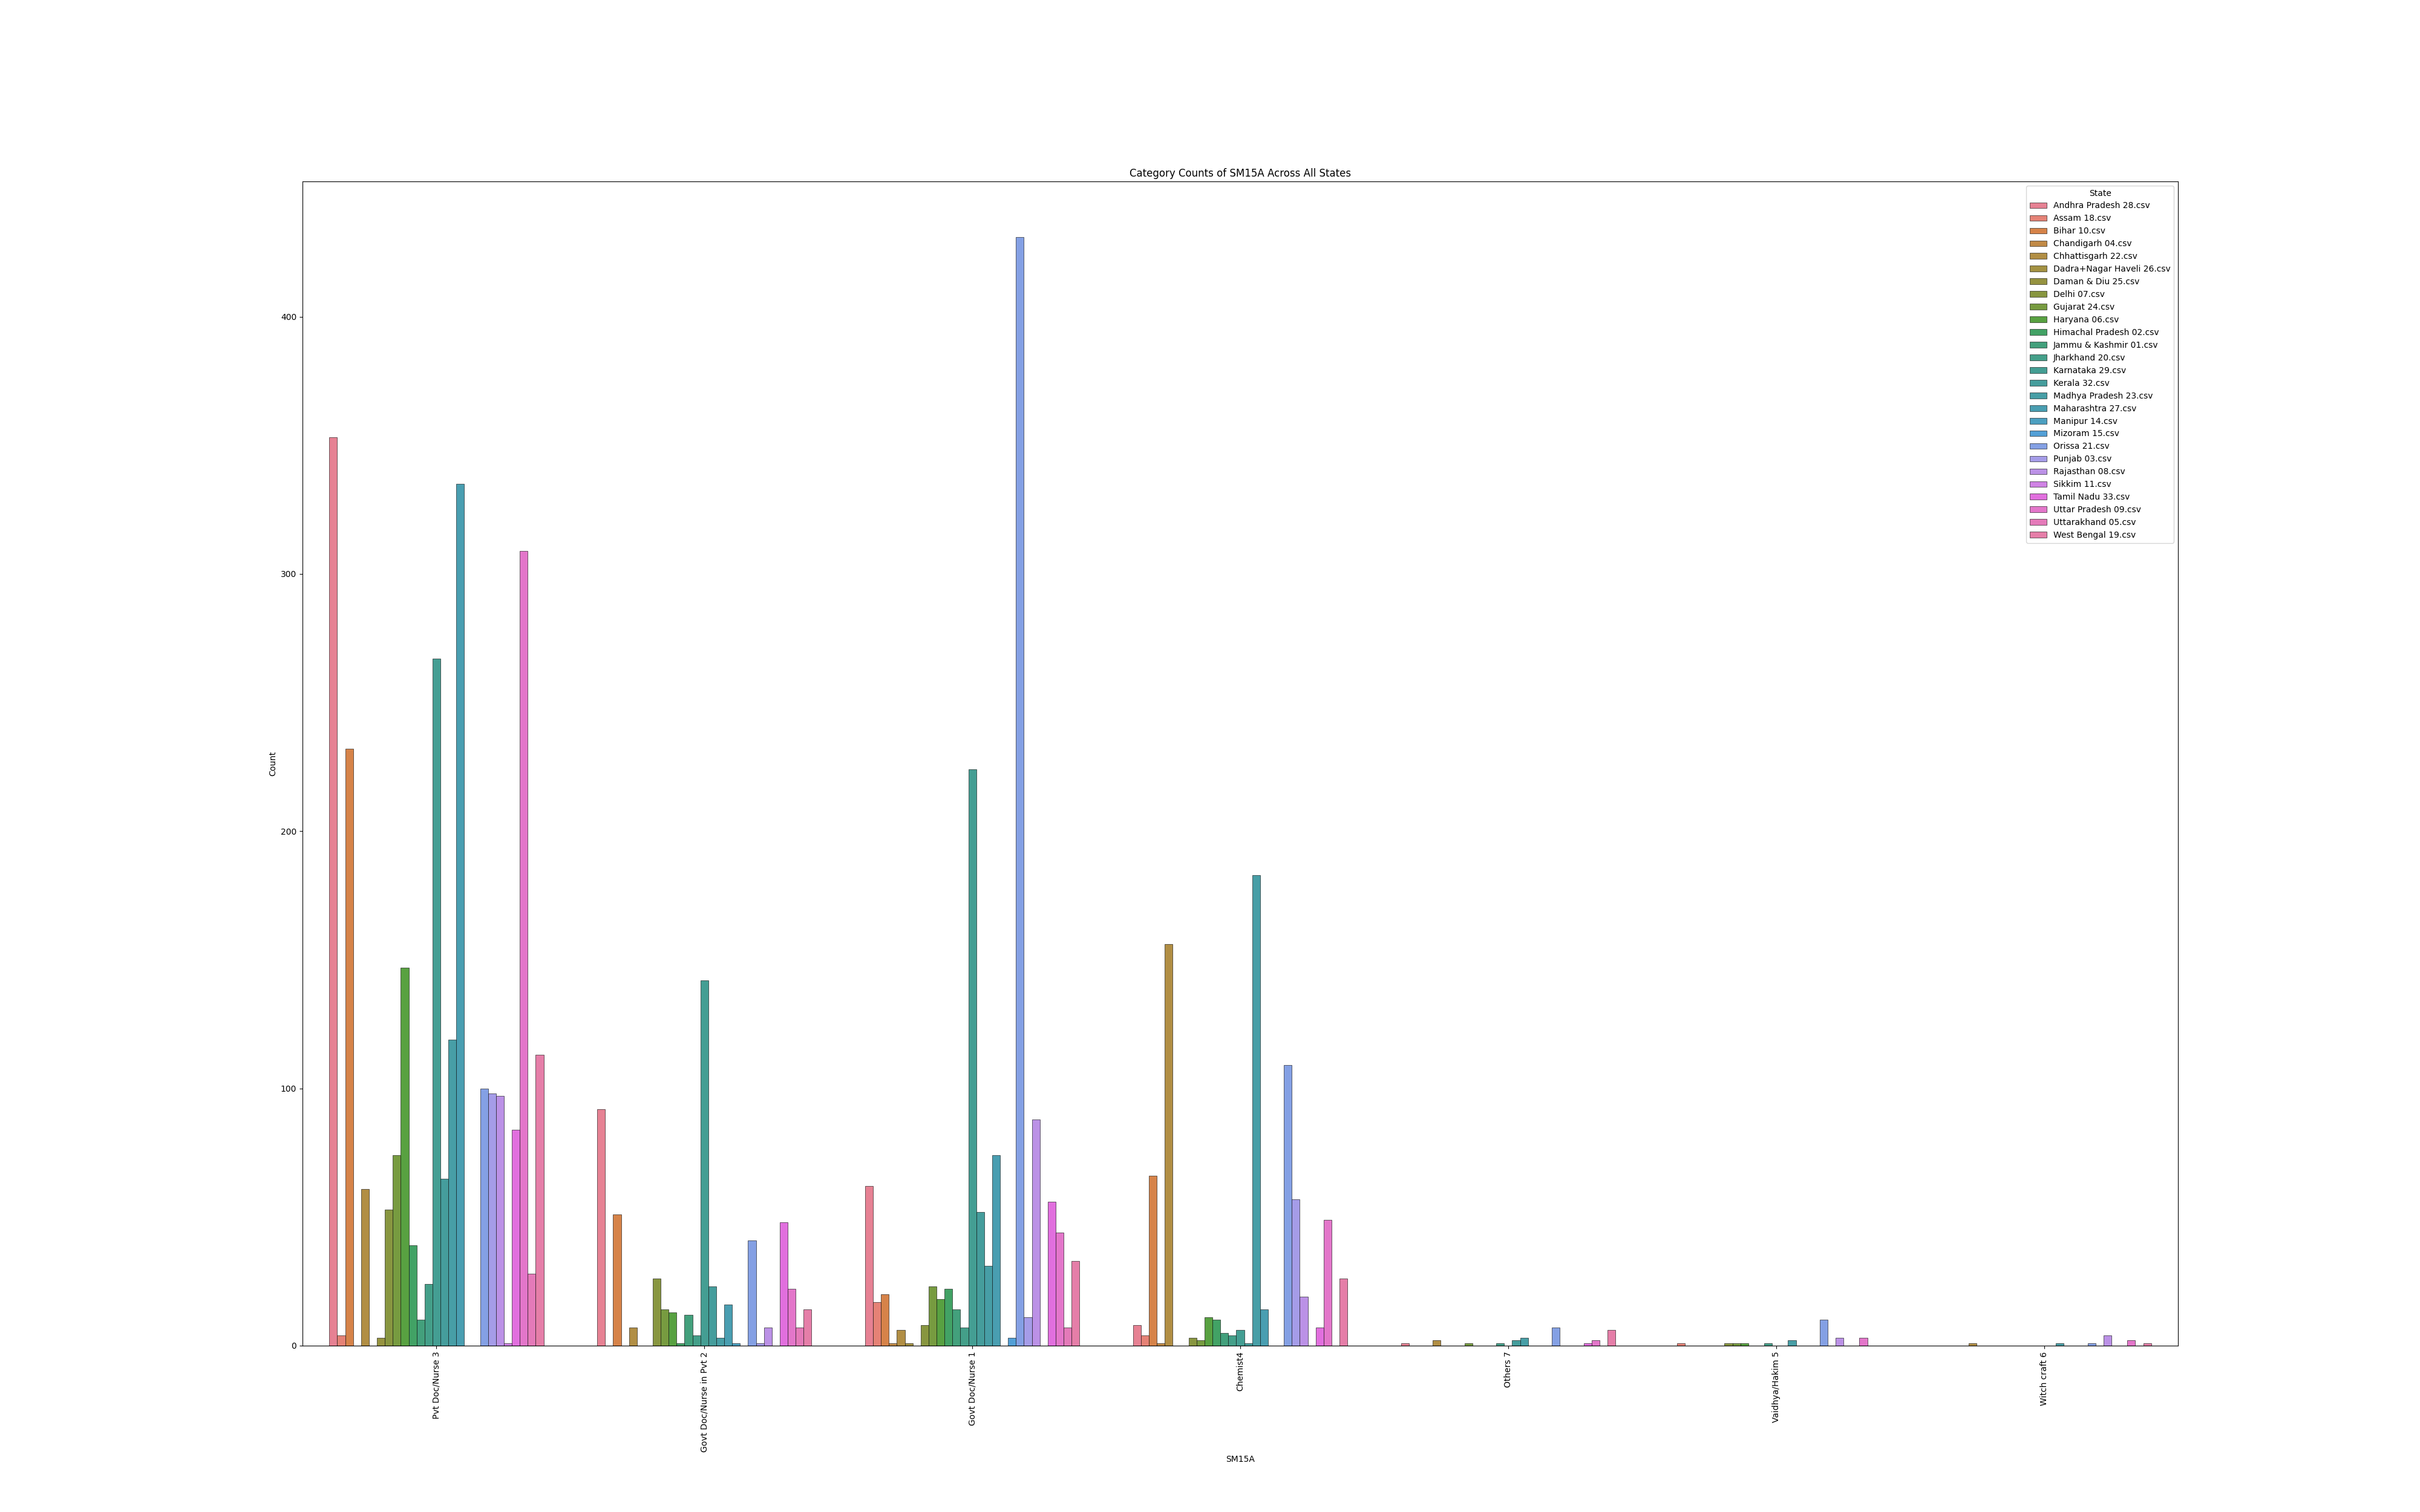 Category Counts of SM15A Across All States
State
Andhra Pradesh 28.csv
Assam 18.csv
Bihar 10.csv
Chandigarh 04.csv
Chhattisgarh 22.csv
Dadra+Nagar Haveli 26.csv
Daman & Diu 25.csv
Delhi 07.csv
Gujarat 24.csv
Haryana 06.csv
Himachal Pradesh 02.csv
Jammu & Kashmir 01.csv
Jharkhand 20.csv
Karnataka 29.csv
Kerala 32.csv
Madhya Pradesh 23.csv
Maharashtra 27.csv
Manipur 14.csv
Mizoram 15.csv
Orissa 21.csv
Punjab 03.csv
Rajasthan 08.csv
Sikkim 11.csv
Tamil Nadu 33.csv
Uttar Pradesh 09.csv
Uttarakhand 05.csv
West Bengal 19.csv
400
300
200
100
0
Count
Pvt Doc/Nurse 3
Govt Doc/Nurse in Pvt 2
Govt Doc/Nurse 1
Chemist4
Others 7
Vaidhya/Hakim 5
Witch craft 6
SM15A